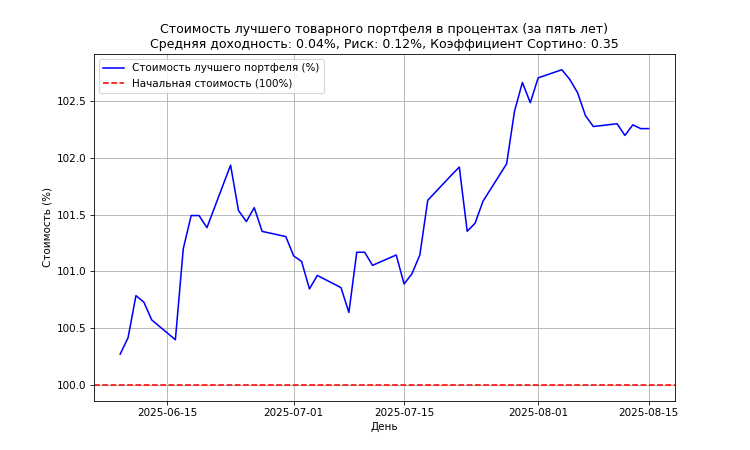 Стоимость лучшего товарного портфеля в процентах (за пять лет)
Средняя доходность: 0.04%, Риск: 0.12%, Коэффициент Сортино: 0.35
Стоимость лучшего портфеля (%)
Начальная стоимость (100%)
Стоимость (%)
102.5
102.0
101.5
101.0
100.5
100.0
2025-06-15
2025-07-01
2025-07-15
2025-08-01
2025-08-15
День